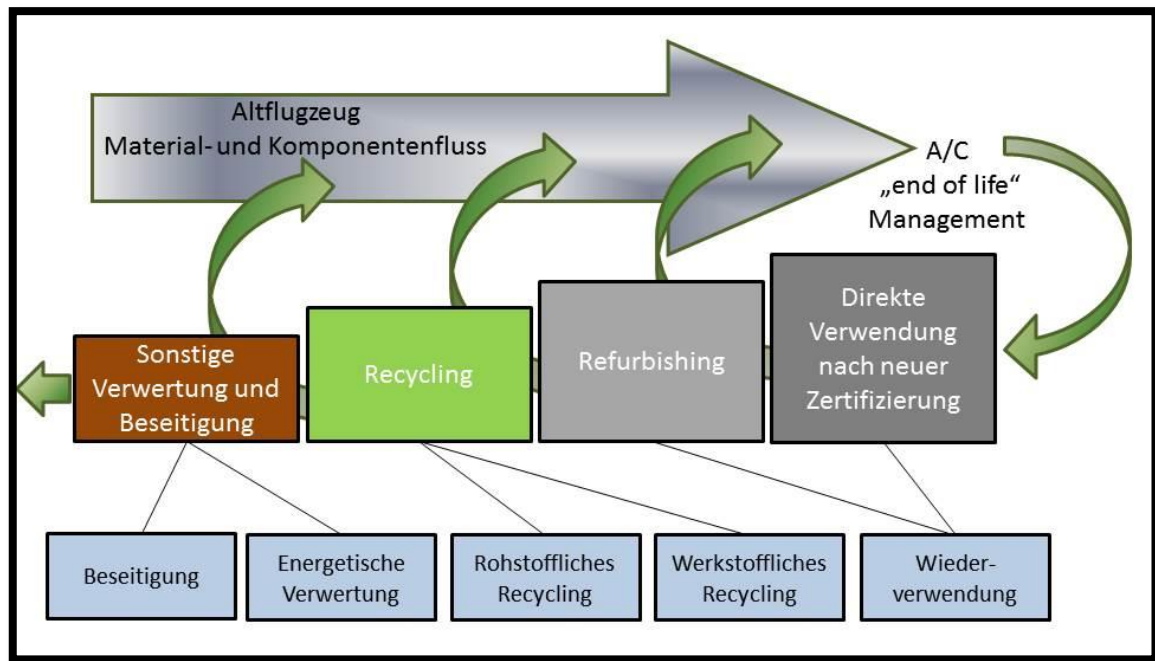 Altflugzeug
Material- und Komponentenfluss
A/C
„end of life“
Management
Sonstige
Verwertung und
Beseitigung
Recycling
Refurbishing
Direkte
Verwendung
nach neuer
Zertifizierung
Beseitigung
Energetische
Verwertung
Rohstoffliches
Recycling
Werkstoffliches
Recycling
Wieder-
verwendung